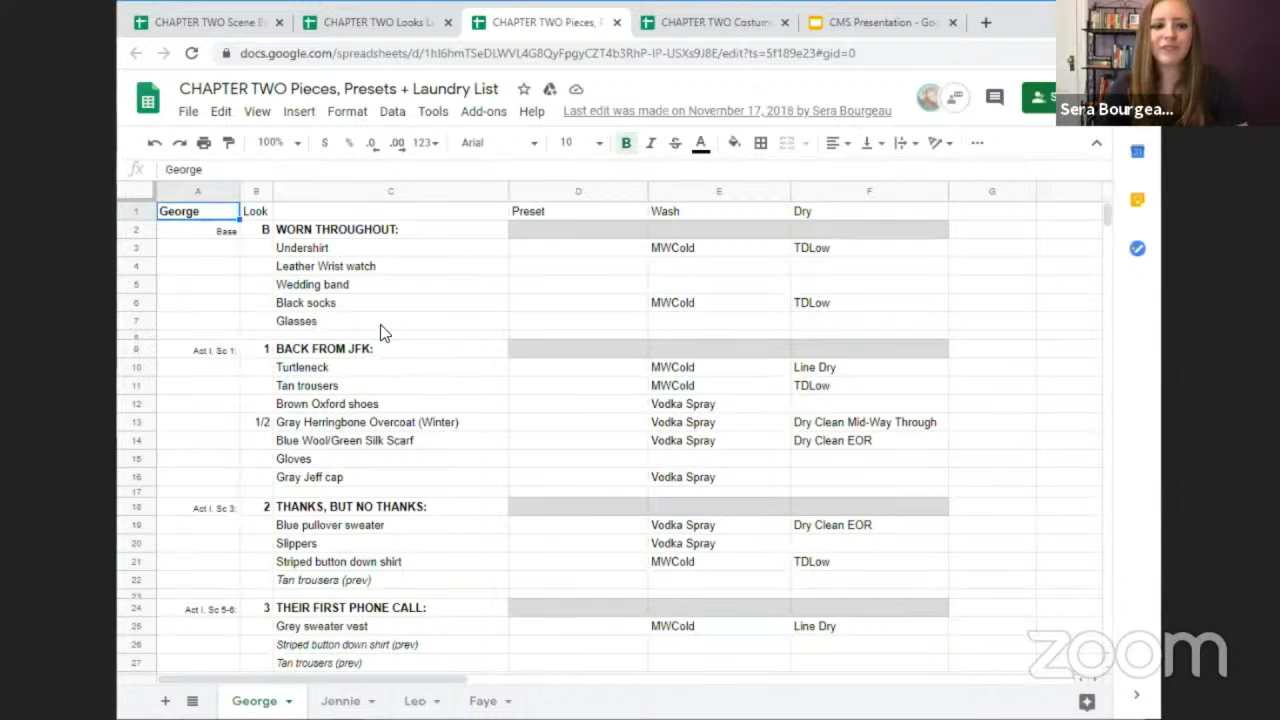 CHAPTER TWO Scene B
CHAPTER TWO Looks L
CHAPTER TWO Pieces, P
CHAPTER TWO Costum
CMS Presentation - Goo
docs.google.com/spreadsheets/d/1hI6hmTSeDLWVL4G8QyFpgyCZT4b3RhP-IP-USXs9J8E/edit?ts=5f189e23#gid=0
CHAPTER TWO Pieces, Presets + Laundry List
File Edit View Insert Format Data Tools Add-ons Help Last edit was made on November 17, 2018 by Sera Bourgeau
S
Sera Bourgea...
100% $ % .0 .00 123 Arial 10 B I S A
fx George
A B C D E F G
1 George Look Preset Wash Dry
2 Base B WORN THROUGHOUT:
3 Undershirt MWCold TDLow
4 Leather Wrist watch
5 Wedding band
6 Black socks MWCold TDLow
7 Glasses
8
9 Act I, Sc 1: 1 BACK FROM JFK:
10 Turtleneck MWCold Line Dry
11 Tan trousers MWCold TDLow
12 Brown Oxford shoes Vodka Spray
13 1/2 Gray Herringbone Overcoat (Winter) Vodka Spray Dry Clean Mid-Way Through
14 Blue Wool/Green Silk Scarf Vodka Spray Dry Clean EOR
15 Gloves
16 Gray Jeff cap Vodka Spray
17
18 Act I, Sc 3: 2 THANKS, BUT NO THANKS:
19 Blue pullover sweater Vodka Spray Dry Clean EOR
20 Slippers Vodka Spray
21 Striped button down shirt MWCold TDLow
22 Tan trousers (prev)
23
24 Act I, Sc 5-6: 3 THEIR FIRST PHONE CALL:
25 Grey sweater vest MWCold Line Dry
26 Striped button down shirt (prev)
27 Tan trousers (prev)
zoom
George Jennie Leo Faye